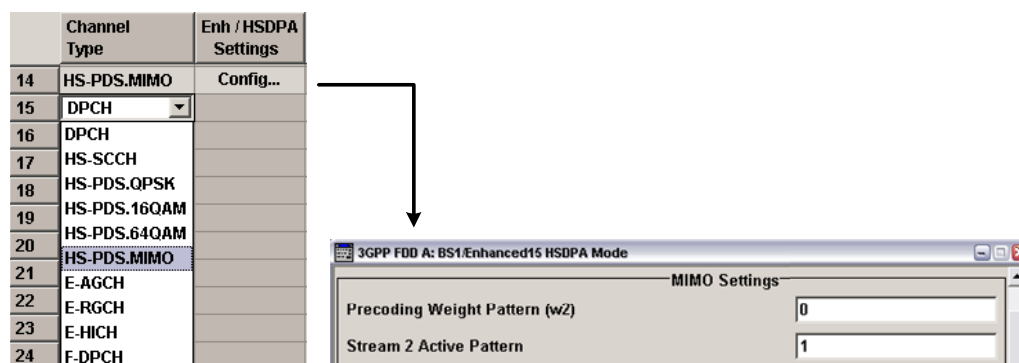 Channel Type
Enh / HSDPA Settings
14 HS-PDS.MIMO Config...
15 DPCH
16 DPCH
17 HS-SCCH
18 HS-PDS.QPSK
19 HS-PDS.16QAM
HS-PDS.64QAM
20
HS-PDS.MIMO
21
E-AGCH
22
E-RGCH
23
E-HICH
24
F-DPCH
3GPP FDD A: BS1/Enhanced15 HSDPA Mode
MIMO Settings
Precoding Weight Pattern (w2) 0
Stream 2 Active Pattern 1